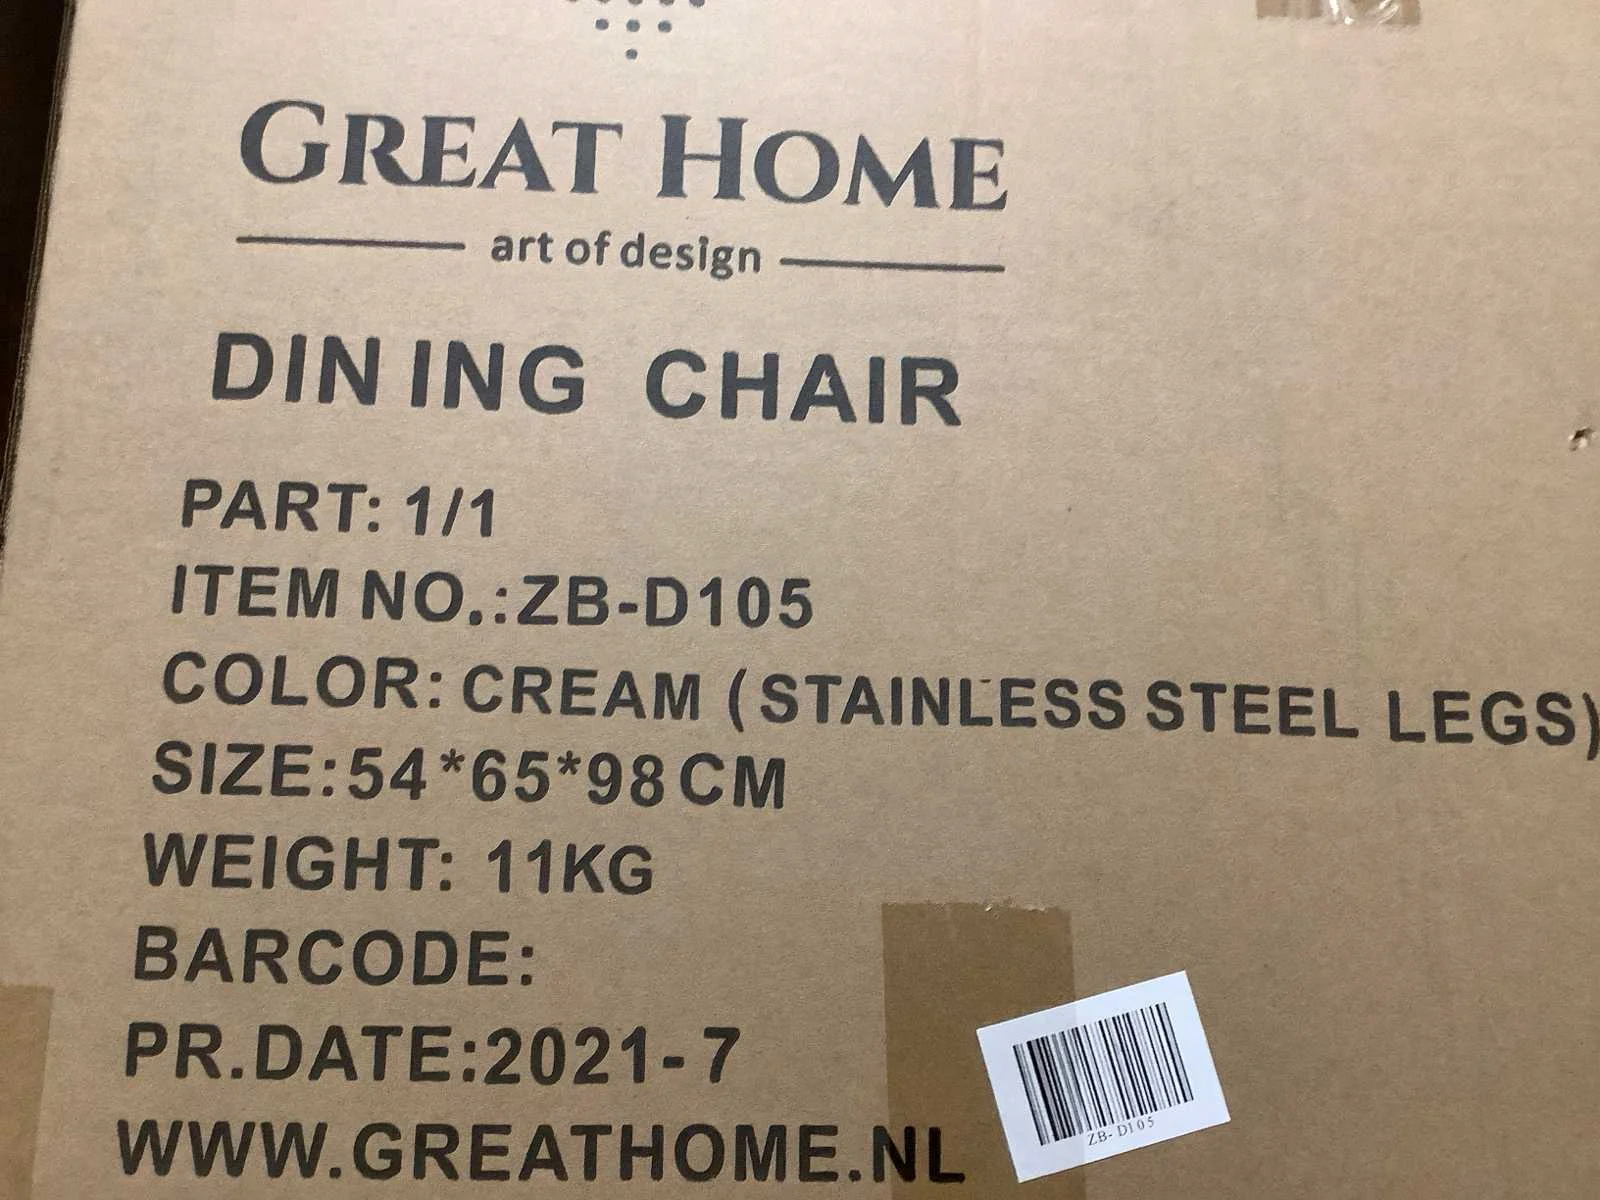 GREAT HOME
art of design
DINING CHAIR
PART: 1/1
ITEM NO.:ZB-D105
COLOR: CREAM (STAINLESS STEEL LEGS)
SIZE:54*65*98CM
WEIGHT: 11KG
BARCODE:
PR.DATE:2021-7
WWW.GREATHOME.NL
ZB-D105